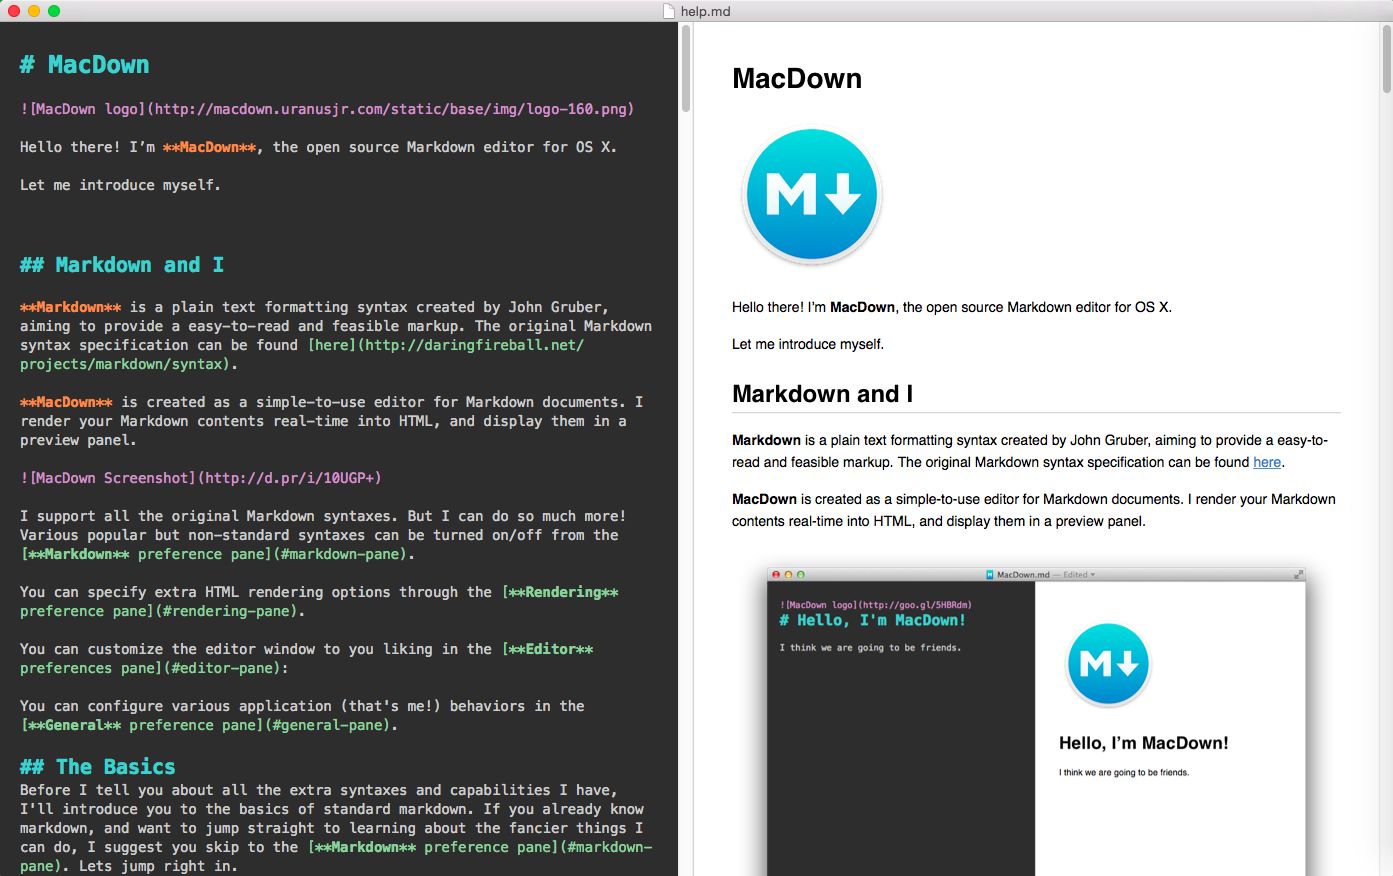 help.md
# MacDown
![MacDown logo](http://macdown.uranusjr.com/static/base/img/logo-160.png)
Hello there! I’m **MacDown**, the open source Markdown editor for OS X.
Let me introduce myself.
## Markdown and I
**Markdown** is a plain text formatting syntax created by John Gruber,
aiming to provide a easy-to-read and feasible markup. The original Markdown
syntax specification can be found [here](http://daringfireball.net/
projects/markdown/syntax).
**MacDown** is created as a simple-to-use editor for Markdown documents. I
render your Markdown contents real-time into HTML, and display them in a
preview panel.
![MacDown Screenshot](http://d.pr/i/10UGP+)
I support all the original Markdown syntaxes. But I can do so much more!
Various popular but non-standard syntaxes can be turned on/off from the
[**Markdown** preference pane](#markdown-pane).
You can specify extra HTML rendering options through the [**Rendering**
preference pane](#rendering-pane).
You can customize the editor window to you liking in the [**Editor**
preferences pane](#editor-pane):
You can configure various application (that's me!) behaviors in the
[**General** preference pane](#general-pane).
## The Basics
Before I tell you about all the extra syntaxes and capabilities I have,
I'll introduce you to the basics of standard markdown. If you already know
markdown, and want to jump straight to learning about the fancier things I
can do, I suggest you skip to the [**Markdown** preference pane](#markdown-
pane). Lets jump right in.
MacDown
M
Hello there! I’m MacDown, the open source Markdown editor for OS X.
Let me introduce myself.
Markdown and I
Markdown is a plain text formatting syntax created by John Gruber, aiming to provide a easy-to-
read and feasible markup. The original Markdown syntax specification can be found here.
MacDown is created as a simple-to-use editor for Markdown documents. I render your Markdown
contents real-time into HTML, and display them in a preview panel.
MacDown.md — Edited
![MacDown logo](http://goo.gl/5HBRdm)
# Hello, I'm MacDown!
I think we are going to be friends.
M
Hello, I’m MacDown!
I think we are going to be friends.